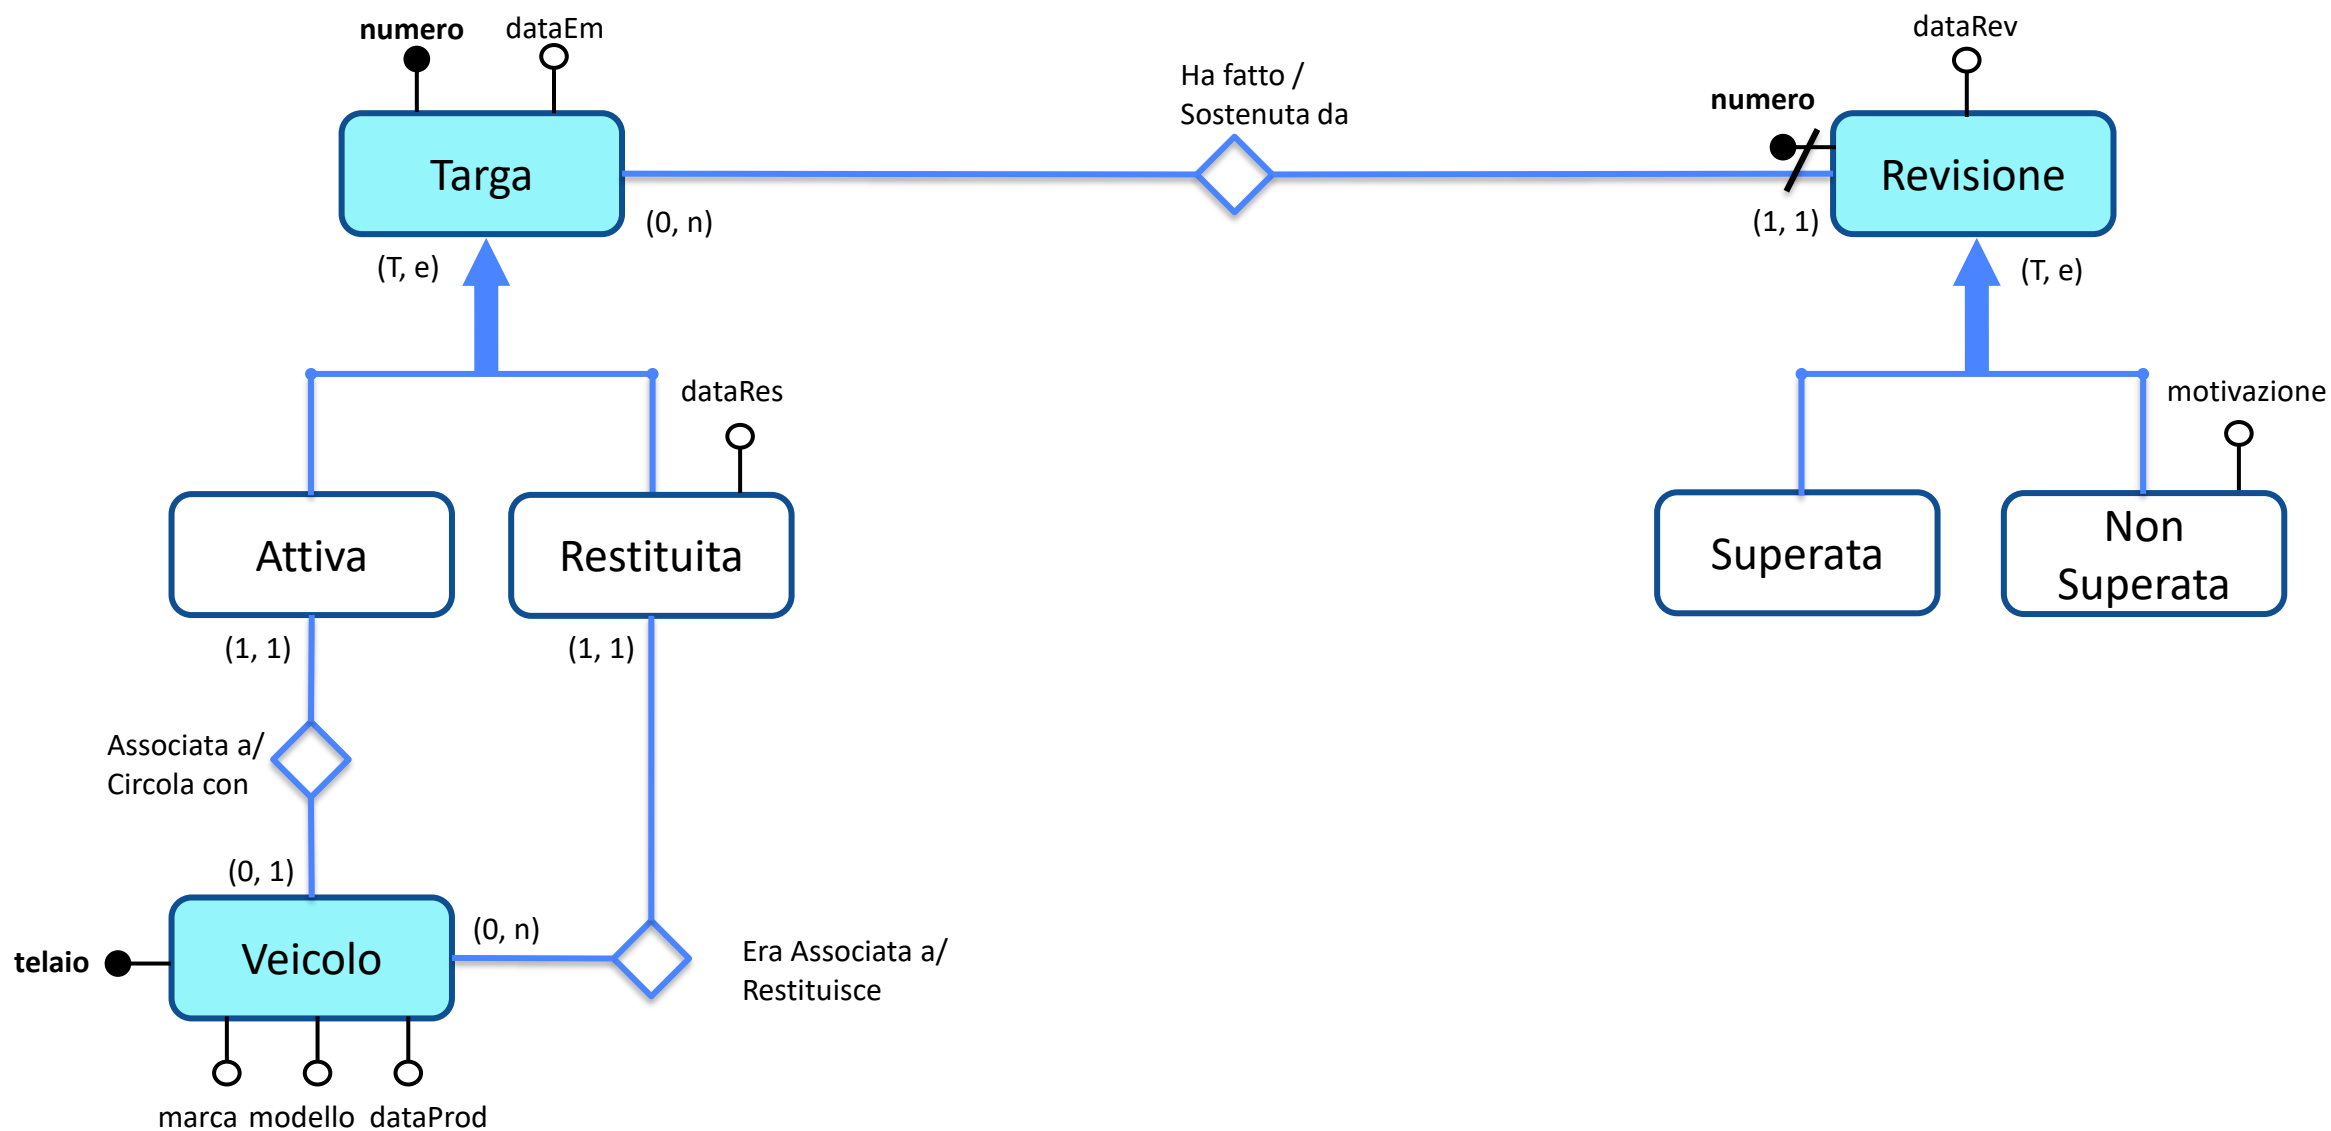 numero
dataEm
dataRev
Ha fatto /
Sostenuta da
numero
Targa
Revisione
(0, n)
(1, 1)
(T, e)
(T, e)
dataRes
motivazione
Attiva
Restituita
Superata
Non
Superata
(1, 1)
(1, 1)
Associata a/
Circola con
(0, 1)
(0, n)
telaio
Veicolo
Era Associata a/
Restituisce
marca
modello
dataProd